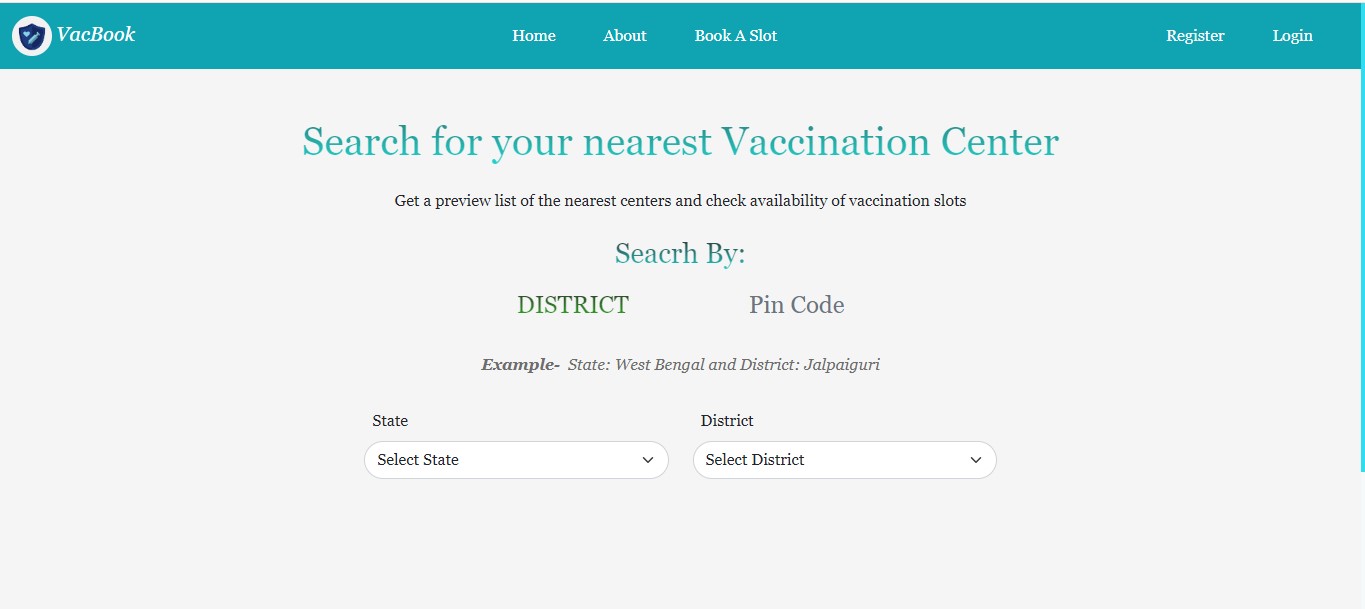 VacBook Home About Book A Slot Register Login
Search for your nearest Vaccination Center
Get a preview list of the nearest centers and check availability of vaccination slots
Seacrh By:
DISTRICT Pin Code
Example- State: West Bengal and District: Jalpaiguri
State District
Select State Select District